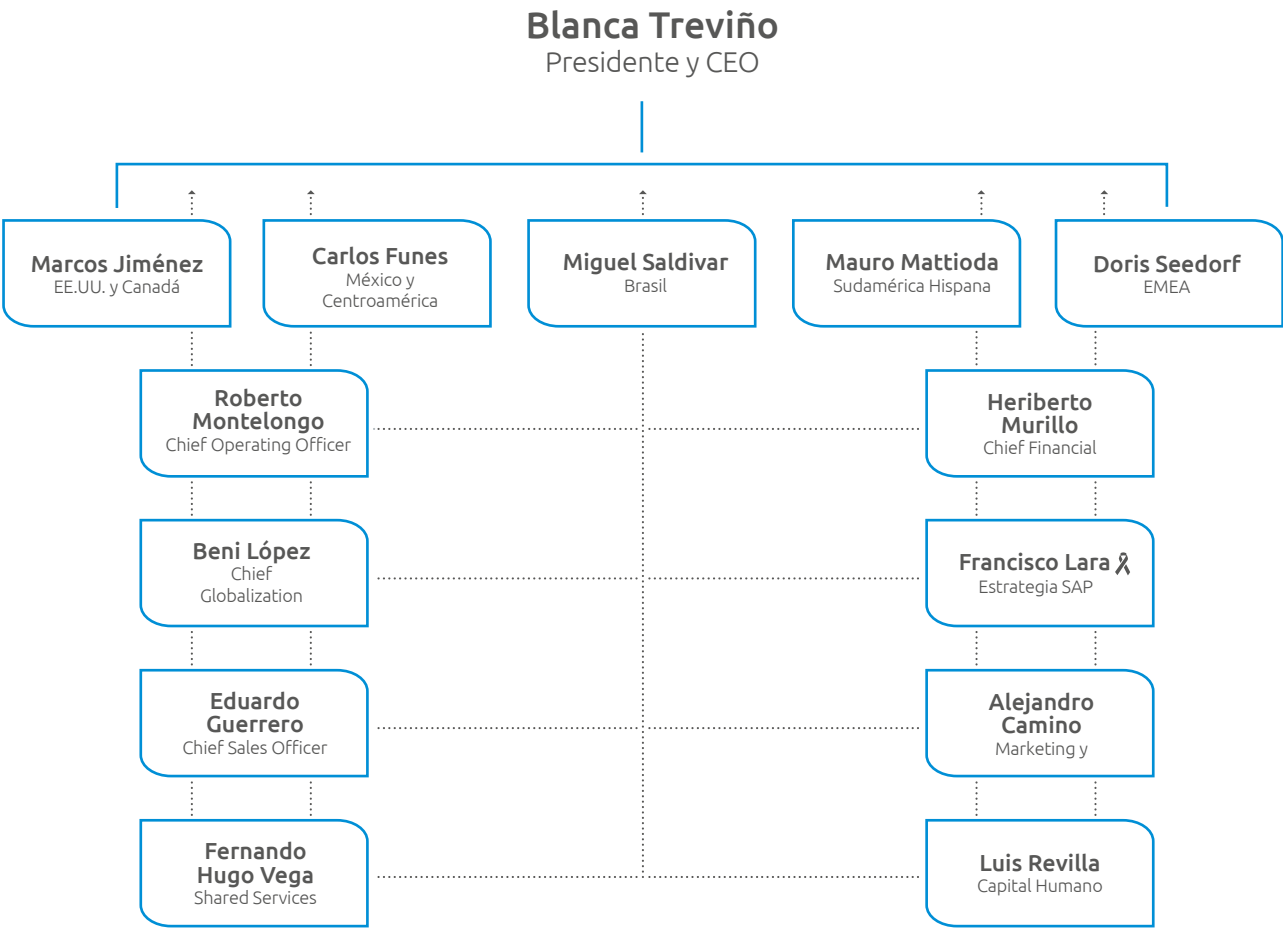 Blanca Treviño
Presidente y CEO
Marcos Jiménez
EE.UU. y Canadá
Carlos Funes
México y
Centroamérica
Miguel Saldivar
Brasil
Mauro Mattioda
Sudamérica Hispana
Doris Seedorf
EMEA
Roberto
Montelongo
Chief Operating Officer
Heriberto
Murillo
Chief Financial
Beni López
Chief
Globalization
Francisco Lara
Estrategia SAP
Eduardo
Guerrero
Chief Sales Officer
Alejandro
Camino
Marketing y
Fernando
Hugo Vega
Shared Services
Luis Revilla
Capital Humano